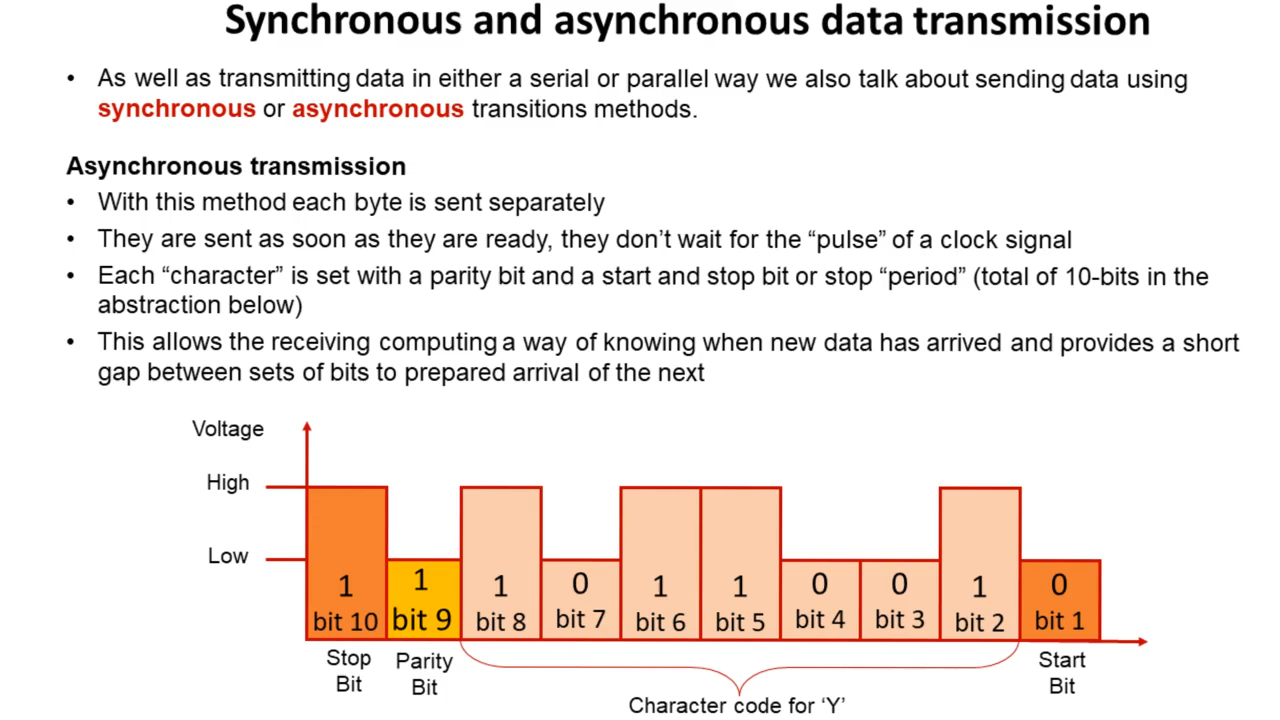 Synchronous and asynchronous data transmission
• As well as transmitting data in either a serial or parallel way we also talk about sending data using
synchronous or asynchronous transitions methods.
Asynchronous transmission
• With this method each byte is sent separately
• They are sent as soon as they are ready, they don’t wait for the “pulse” of a clock signal
• Each “character” is set with a parity bit and a start and stop bit or stop “period” (total of 10-bits in the
abstraction below)
• This allows the receiving computing a way of knowing when new data has arrived and provides a short
gap between sets of bits to prepared arrival of the next
Voltage
High
Low
1 1 1 0 1 1 0 0 1 0
bit 10 bit 9 bit 8 bit 7 bit 6 bit 5 bit 4 bit 3 bit 2 bit 1
Stop Parity Start
Bit Bit Bit
Character code for ‘Y’